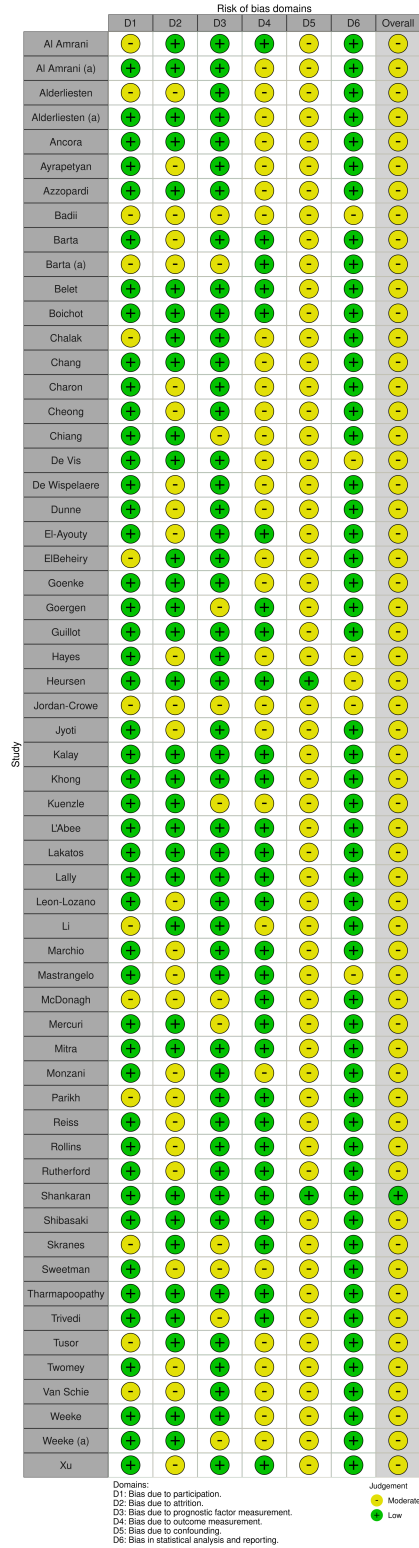 Risk of bias domains
D1 D2 D3 D4 D5 D6 Overall
Al Amrani - + + + - + -
Al Amrani (a) + + + - - + -
Alderliesten - - + - - + -
Alderliesten (a) + + + - - + -
Ancora + + + - - + -
Ayrapetyan + - + - - + -
Azzopardi + + + - - + -
Badii - - - - - - -
Barta + - + + - + -
Barta (a) - - - + - + -
Belet + + + + - + -
Boichot + + + + - + -
Chalak - + + - - + -
Chang + + + - - + -
Charon + - + - - + -
Cheong + - + - - + -
Chiang + + - - - + -
De Vis + + + - - - -
De Wispelaere + - + - - + -
Dunne + - + - - + -
El-Ayouty + - + + - + -
ElBeheiry - + + - - + -
Goenke + + + - - + -
Goergen + + - + - + -
Guillot + + + + - + -
Hayes + - + - - - -
Heursen + + + + + + -
Jordan-Crowe - - - - - - -
Jyoti + - + - - + -
Study
Kalay + + + + - + -
Khong + + + + - + -
Kuenzle + + - - - + -
L'Abee + + + + - + -
Lakatos + + + + - + -
Lally + + + + - + -
Leon-Lozano + - + + - + -
Li - + + - - + -
Marchio + - + + - + -
Mastrangelo + - + + - - -
McDonagh - - - + - + -
Mercuri + + - + - + -
Mitra + + + + - + -
Monzani + - + - - + -
Parikh - - + + - + -
Reiss + - + + - + -
Rollins + - + + - + -
Rutherford + - + + - + -
Shankaran + + + + + + +
Shibasaki + + + + - + -
Skranes - + - + - + -
Sweetman + - - - - + -
Tharmapoopathy + + + + - + -
Trivedi + + - + - + -
Tusor - + + - - + -
Twomey + - + - - + -
Van Schie - - + - - + -
Weeke + + + - - + -
Weeke (a) + + - - - + -
Xu + - + + - + -
Domains:
D1: Bias due to participation.
D2: Bias due to attrition.
D3: Bias due to prognostic factor measurement.
D4: Bias due to outcome measurement.
D5: Bias due to confounding.
D6: Bias in statistical analysis and reporting.
Judgement
- Moderate
+ Low